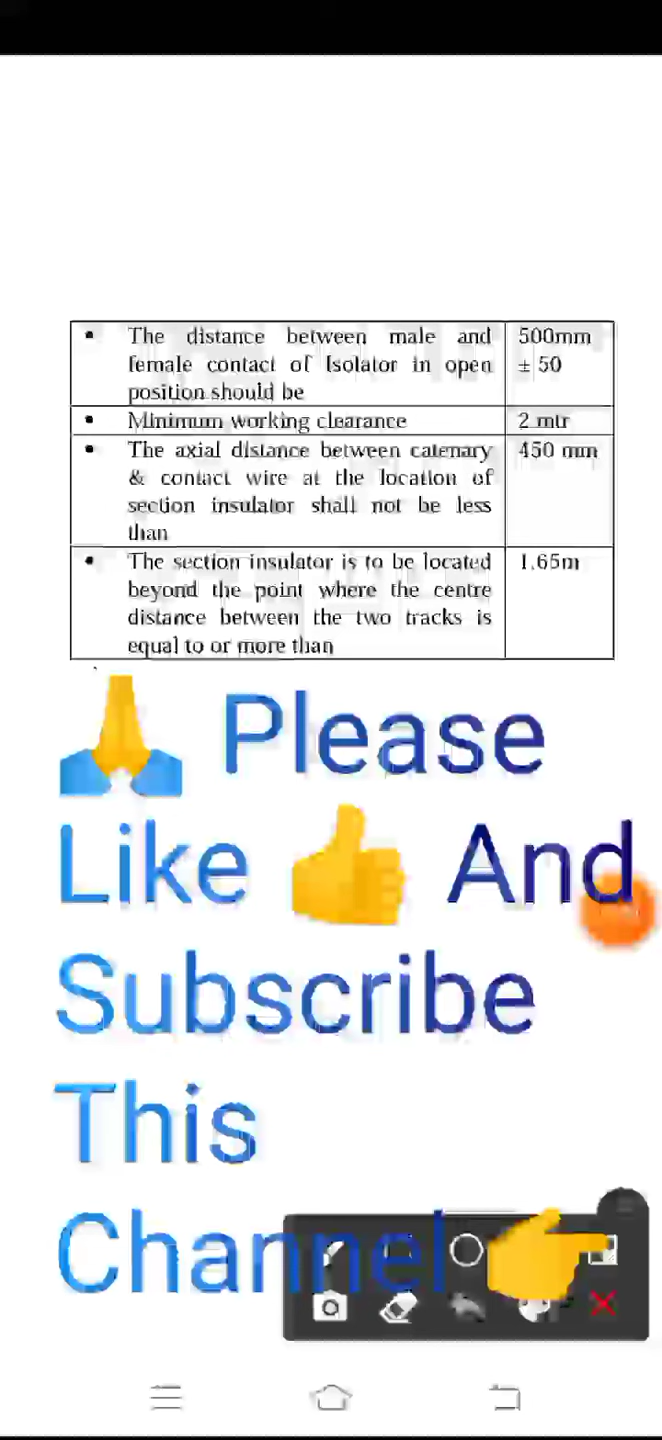 • The distance between male and
female contact of Isolator in open
position should be
500mm
± 50
• Minimum working clearance
2 mtr
• The axial distance between catenary
& contact wire at the location of
section insulator shall not be less
than
450 mm
• The section insulator is to be located
beyond the point where the centre
distance between the two tracks is
equal to or more than
1.65m
🙏 Please
Like 👍 And
Subscribe
This
Channel 👉